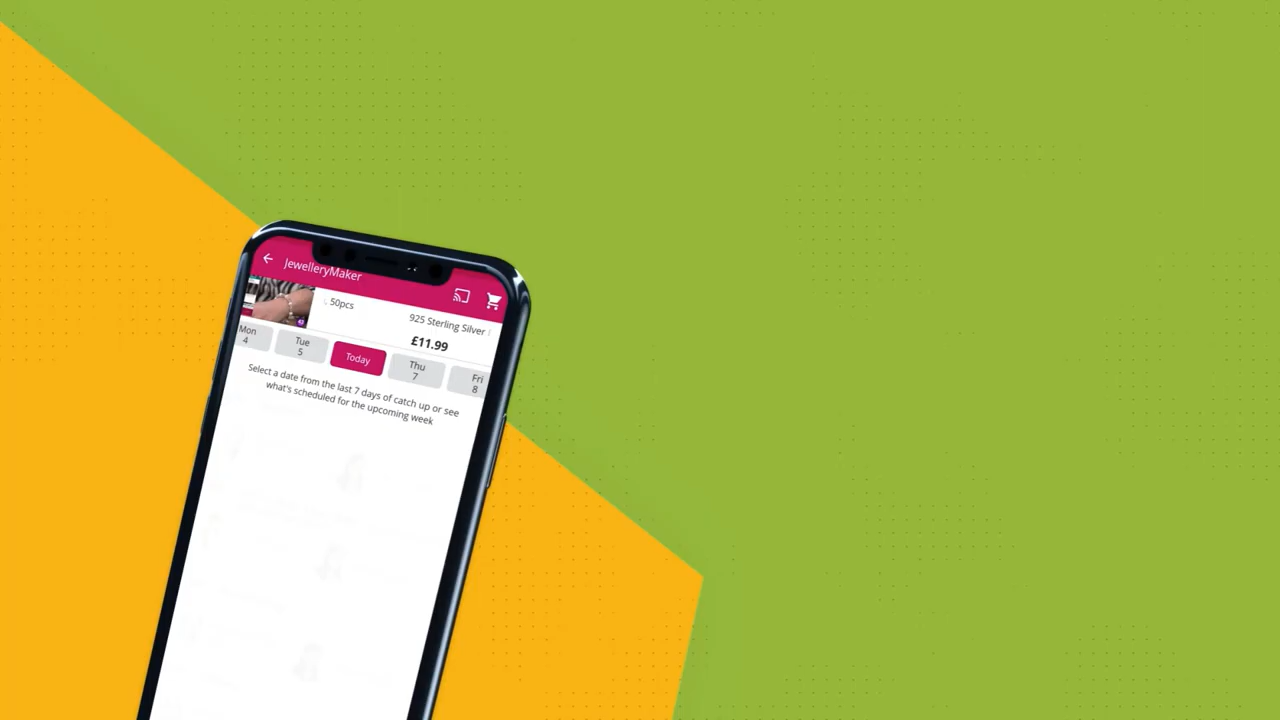 JewelleryMaker
50pcs
925 Sterling Silver
£11.99
Mon
4
Tue
5
Today
Thu
7
Fri
8
Select a date from the last 7 days of catch up or see
what's scheduled for the upcoming week